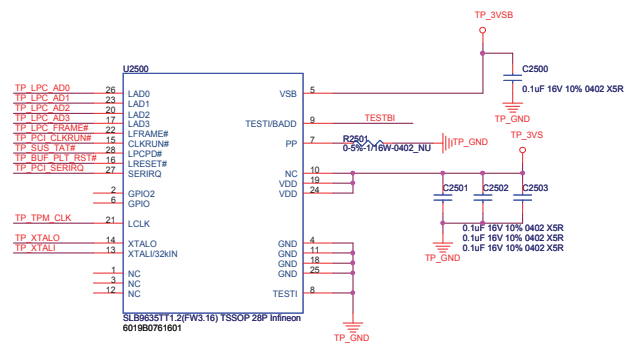 TP_3VSB
U2500
C2500
0.1uF 16V 10% 0402 X5R
TP_GND
TP_LPC_AD0 26 LAD0 VSB 5
TP_LPC_AD1 23 LAD1
TP_LPC_AD2 20 LAD2
TP_LPC_AD3 17 LAD3 TESTI/BADD 9 TESTBI
TP_LPC_FRAME# 22 LFRAME#
TP_PCI_CLKRUN# 15 CLKRUN# PP 7 R2501 TP_GND
0-5%-1/16W-0402_NU
TP_3VS
TP_SUS_TAT# 28 LPCPD#
TP_BUF_PLT_RST# 16 LRESET#
TP_PCI_SERIRQ 27 SERIRQ NC 10
VDD 19
2 GPIO2 VDD 24
6 GPIO
C2501 C2502 C2503
TP_TPM_CLK 21 LCLK
0.1uF 16V 10% 0402 X5R
0.1uF 16V 10% 0402 X5R
0.1uF 16V 10% 0402 X5R
TP_GND
TP_XTALO 14 XTALO GND 4
TP_XTALI 13 XTALI/32kIN GND 11
GND 18
1 NC GND 25
3 NC
12 NC TESTI 8
SLB9635TT1.2(FW3.16) TSSOP 28P Infineon
6019B0761601
TP_GND